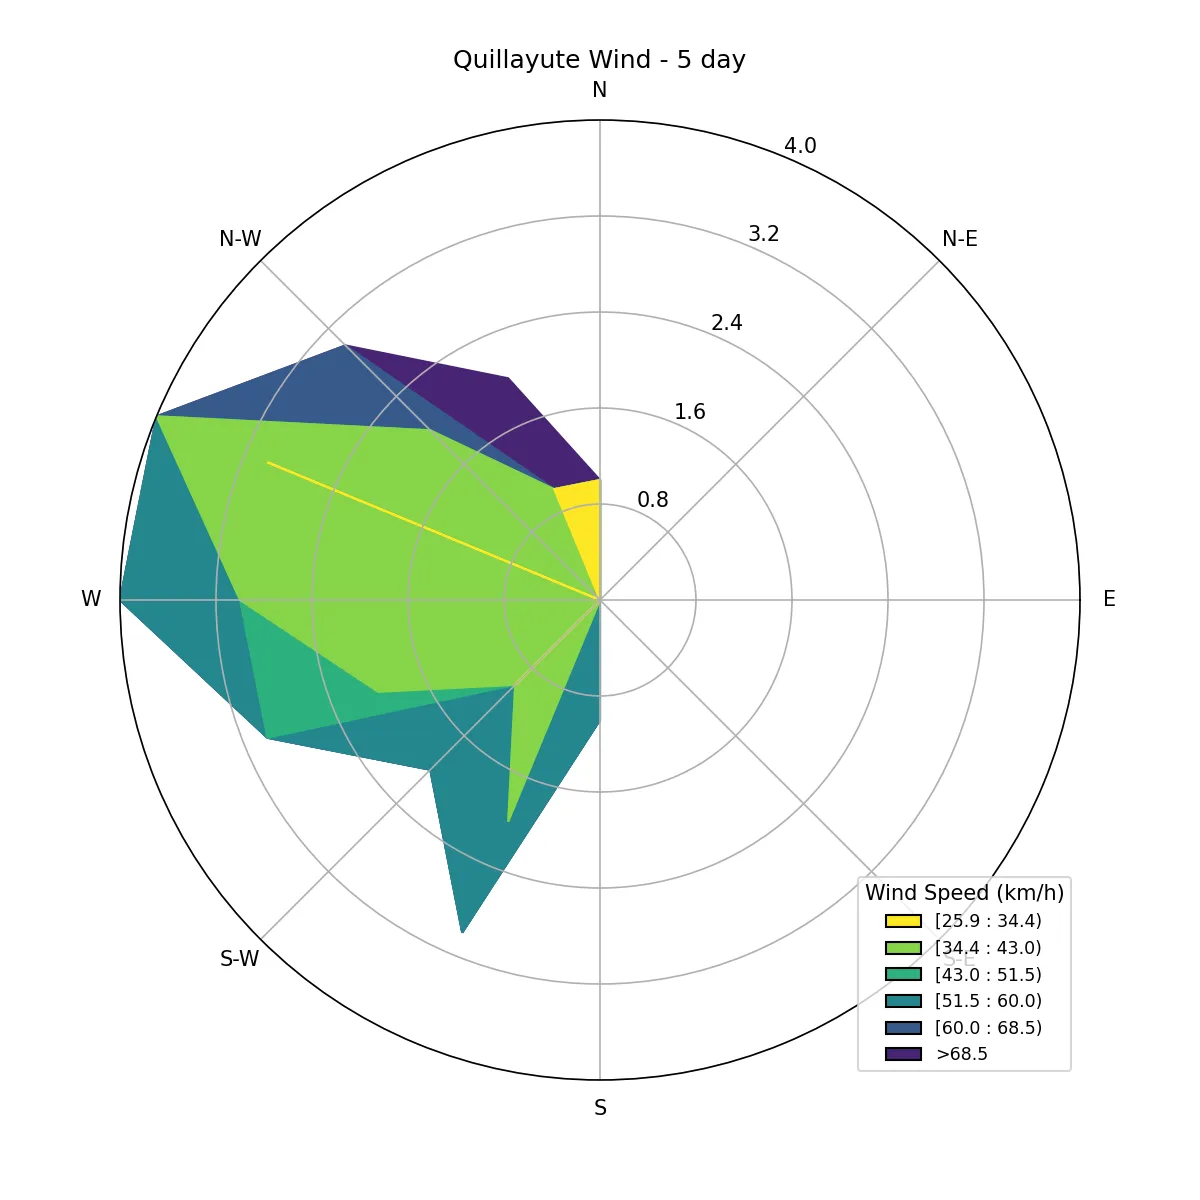 Quillayute Wind - 5 day
N
4.0
N-W
3.2
N-E
2.4
1.6
0.8
W
E
S-W
S-E
S
Wind Speed (km/h)
[25.9 : 34.4)
[34.4 : 43.0)
[43.0 : 51.5)
[51.5 : 60.0)
[60.0 : 68.5)
>68.5